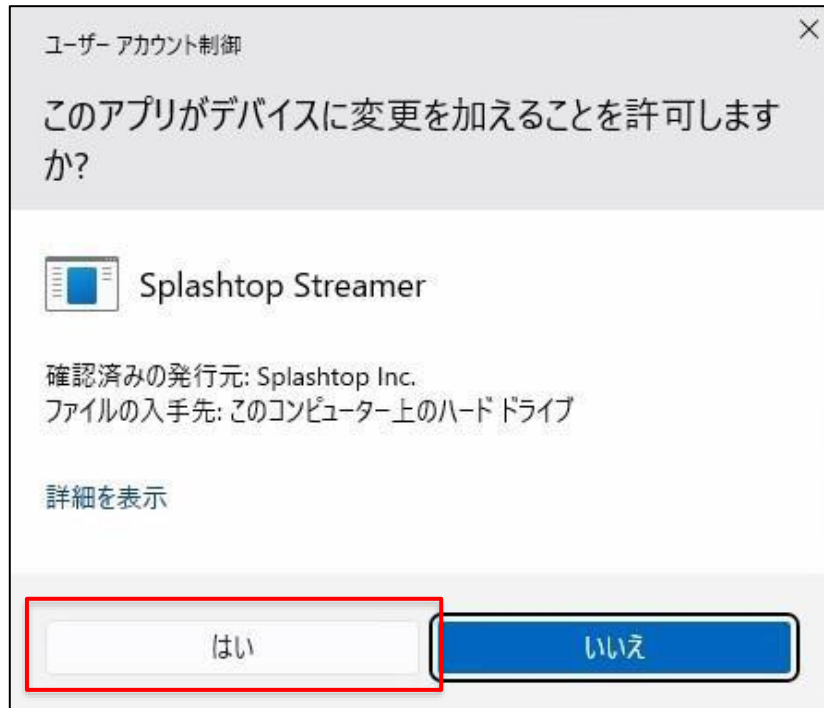 ユーザー アカウント制御
このアプリがデバイスに変更を加えることを許可します
か?
Splashtop Streamer
確認済みの発行元: Splashtop Inc.
ファイルの入手先: このコンピューター上のハード ドライブ
詳細を表示
はい
いいえ